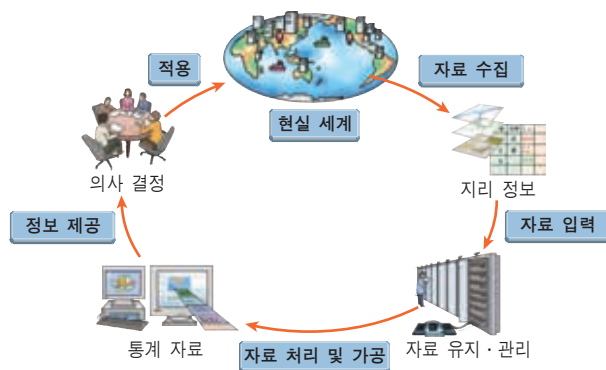 적용
자료 수집
현실 세계
의사 결정
지리 정보
정보 제공
자료 입력
통계 자료
자료 처리 및 가공
자료 유지·관리